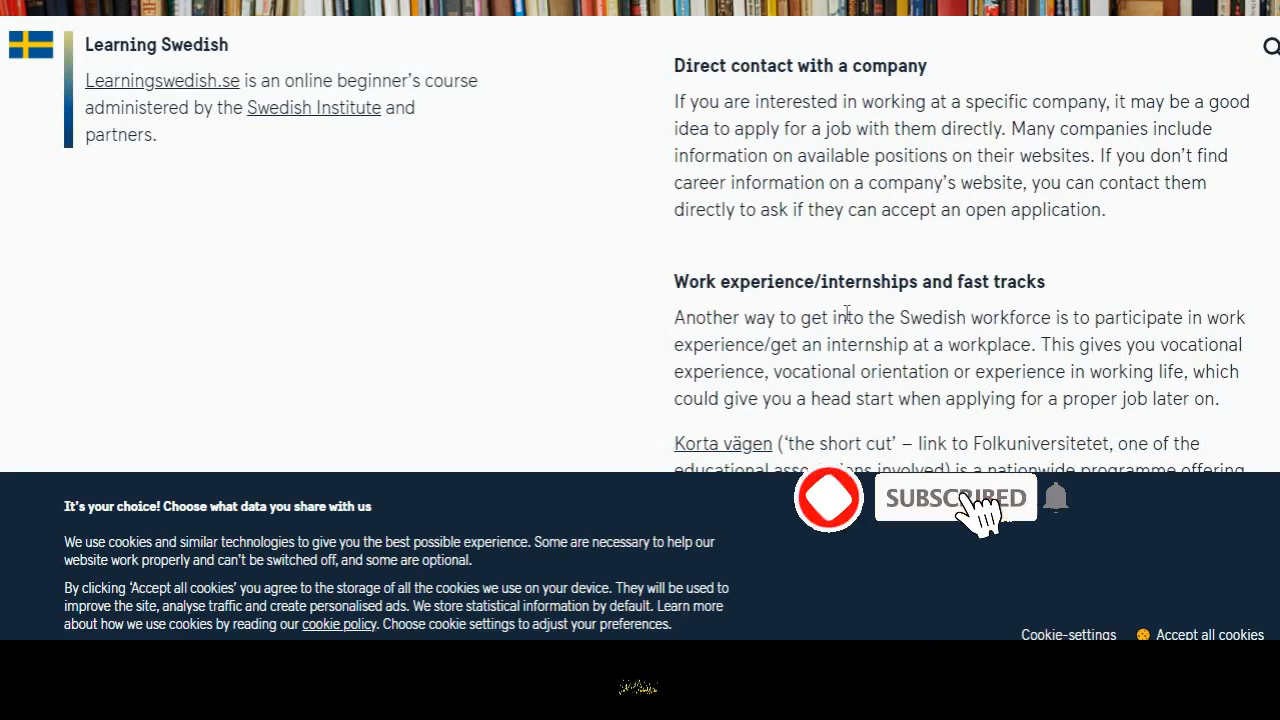 Learning Swedish
Learningswedish.se is an online beginner's course
administered by the Swedish Institute and
partners.
Direct contact with a company
If you are interested in working at a specific company, it may be a good
idea to apply for a job with them directly. Many companies include
information on available positions on their websites. If you don't find
career information on a company's website, you can contact them
directly to ask if they can accept an open application.
Work experience/internships and fast tracks
Another way to get into the Swedish workforce is to participate in work
experience/get an internship at a workplace. This gives you vocational
experience, vocational orientation or experience in working life, which
could give you a head start when applying for a proper job later on.
Korta vägen ('the short cut' – link to Folkuniversitetet, one of the
educational involved) is a nationwide programme offering
SUBSCRIBED
It's your choice! Choose what data you share with us
We use cookies and similar technologies to give you the best possible experience. Some are necessary to help our
website work properly and can't be switched off, and some are optional.
By clicking 'Accept all cookies' you agree to the storage of all the cookies we use on your device. They will be used to
improve the site, analyse traffic and create personalised ads. We store statistical information by default. Learn more
about how we use cookies by reading our cookie policy. Choose cookie settings to adjust your preferences.
Cookie-settings
Accept all cookies